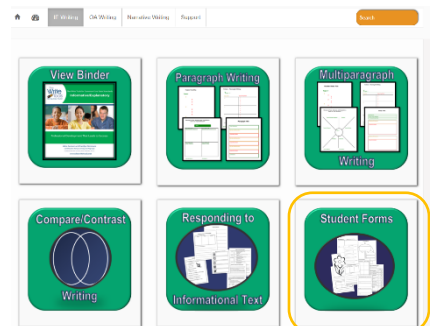 IT Writing OA Writing Narrative Writing Support Search
View Binder
Paragraph Writing
Multiparagraph
Writing
Compare/Contrast
Writing
Responding to
Informational Text
Student Forms